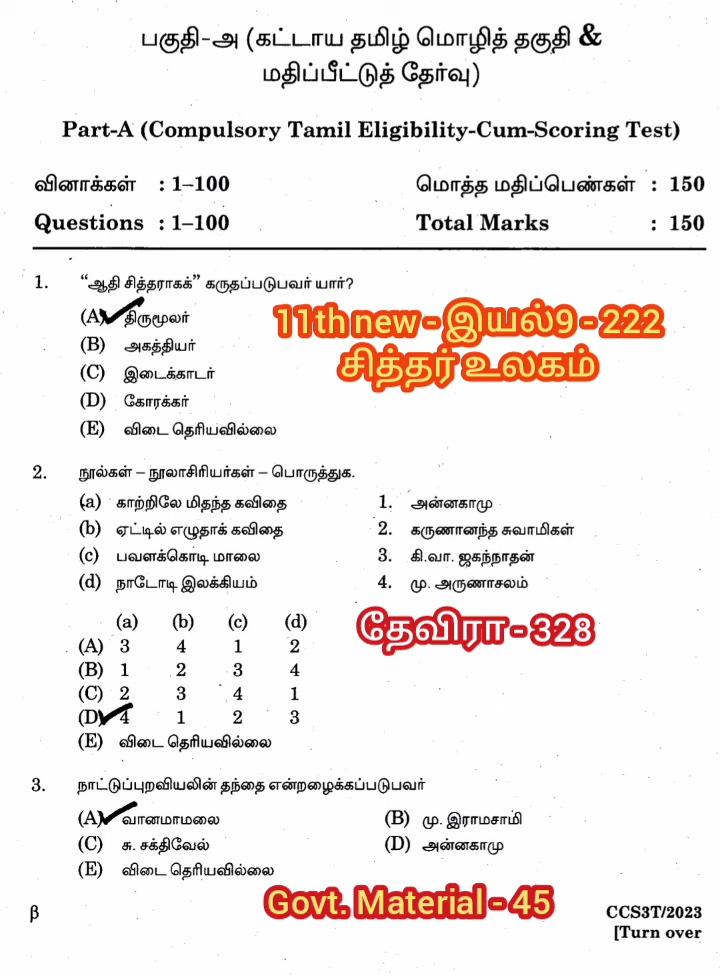 பகுதி-அ (கட்டாய தமிழ் மொழித் தகுதி &
மதிப்பீட்டுத் தேர்வு)
Part-A (Compulsory Tamil Eligibility-Cum-Scoring Test)
வினாக்கள் : 1–100 மொத்த மதிப்பெண்கள் : 150
Questions : 1–100 Total Marks : 150
1. “ஆதி சித்தராகக்” கருதப்படுபவர் யார்?
(A) திருமூலர்
11th new - இயல்9 - 222
(B) அகத்தியர்
சித்தர் உலகம்
(C) இடைக்காடர்
(D) கோரக்கர்
(E) விடை தெரியவில்லை
2. நூல்கள் – நூலாசிரியர்கள் – பொருத்துக.
(a) காற்றிலே மிதந்த கவிதை 1. அன்னகாமு
(b) ஏட்டில் எழுதாக் கவிதை 2. கருணானந்த சுவாமிகள்
(c) பவளக்கொடி மாலை 3. கி.வா. ஜகந்நாதன்
(d) நாடோடி இலக்கியம் 4. மு. அருணாசலம்
(a) (b) (c) (d)
தேவிரா - 328
(A) 3 4 1 2
(B) 1 2 3 4
(C) 2 3 4 1
(D) 4 1 2 3
(E) விடை தெரியவில்லை
3. நாட்டுப்புறவியலின் தந்தை என்றழைக்கப்படுபவர்
(A) வானமாமலை (B) மு. இராமசாமி
(C) சு. சக்திவேல் (D) அன்னகாமு
(E) விடை தெரியவில்லை
Govt. Material - 45
β CCS3T/2023
[Turn over